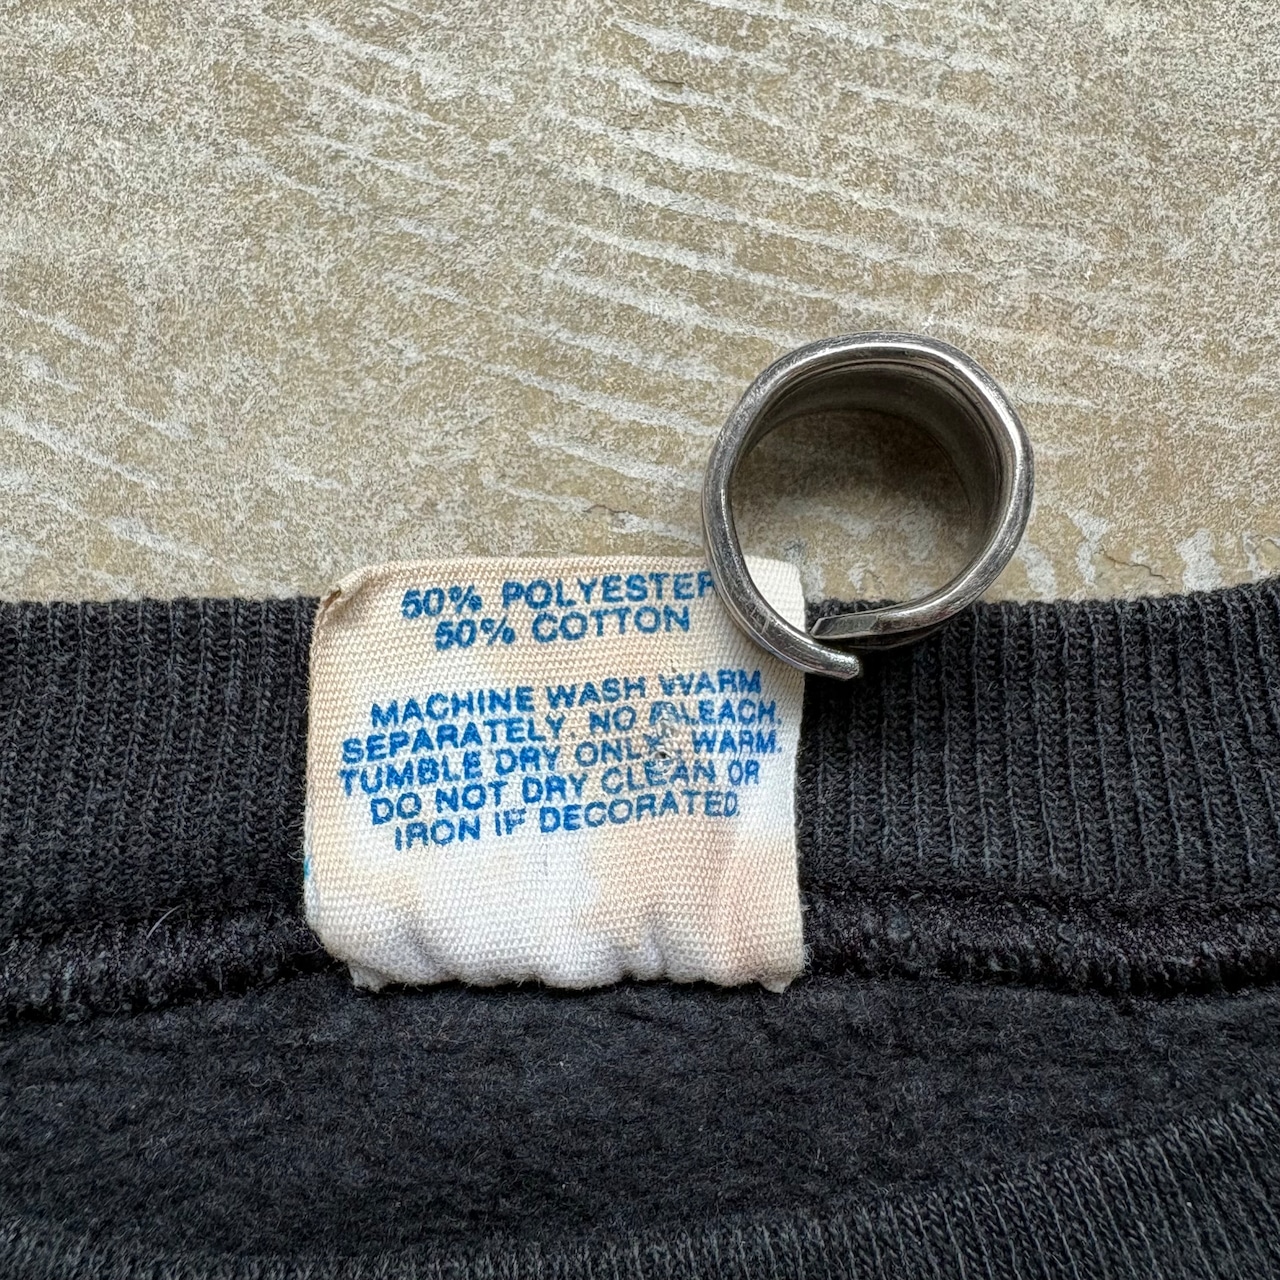 50% POLYESTER
50% COTTON
MACHINE WASH WARM
SEPARATELY. NO BLEACH.
TUMBLE DRY ONLY, WARM.
DO NOT DRY CLEAN OR
IRON IF DECORATED